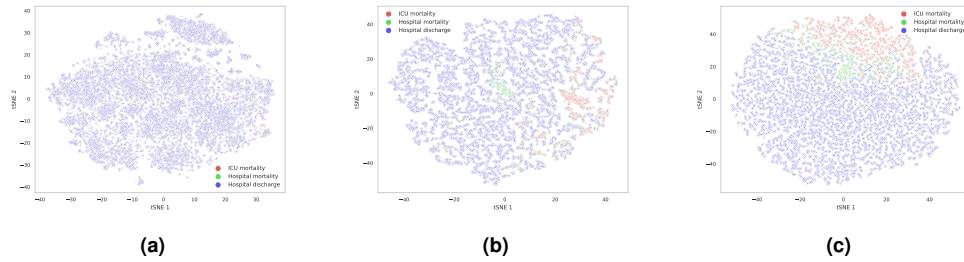 40
30
20
10
0
−10
−20
−30
−40
tSNE 2
−40 −30 −20 −10 0 10 20 30
tSNE 1
ICU mortality
Hospital mortality
Hospital discharge
(a)
40
20
0
−20
−40
tSNE 2
−40 −20 0 20 40
tSNE 1
ICU mortality
Hospital mortality
Hospital discharge
(b)
40
20
0
−20
−40
tSNE 2
−40 −20 0 20 40
tSNE 1
ICU mortality
Hospital mortality
Hospital discharge
(c)